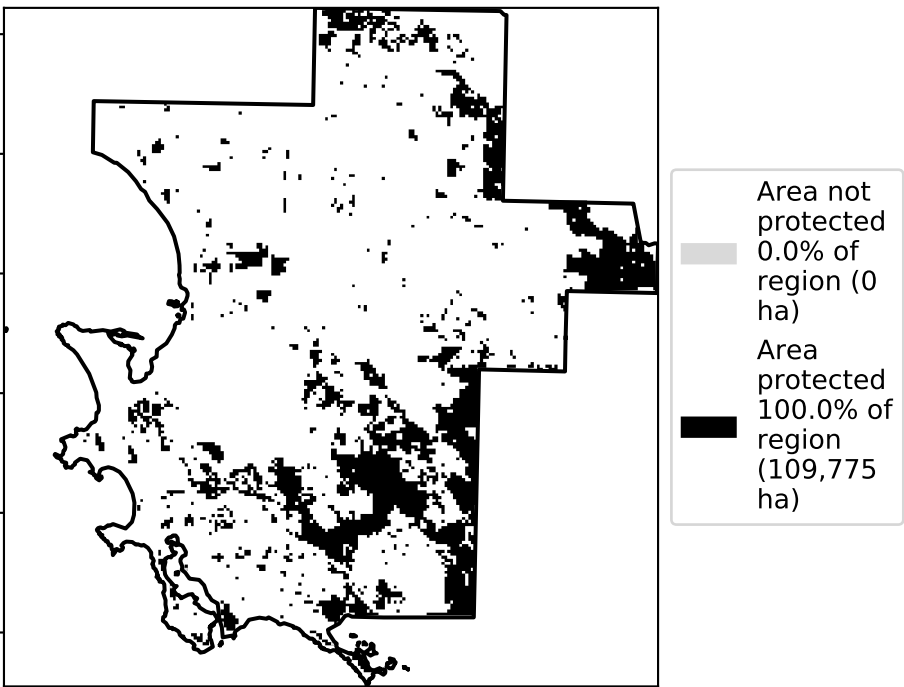 Area not
protected
0.0% of
region (0
ha)
Area
protected
100.0% of
region
(109,775
ha)